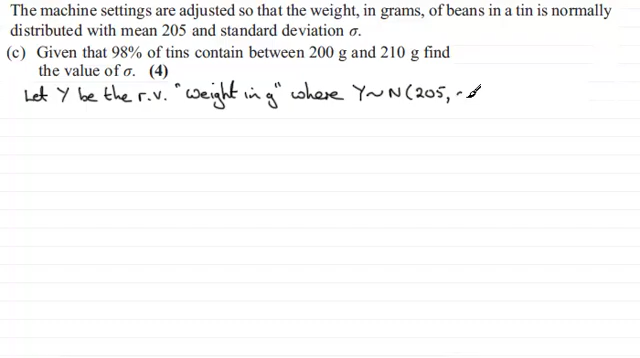 The machine settings are adjusted so that the weight, in grams, of beans in a tin is normally
distributed with mean 205 and standard deviation σ.
(c) Given that 98% of tins contain between 200 g and 210 g find
the value of σ. (4)
Let Y be the r.v. "weight in g" where Y~N(205,